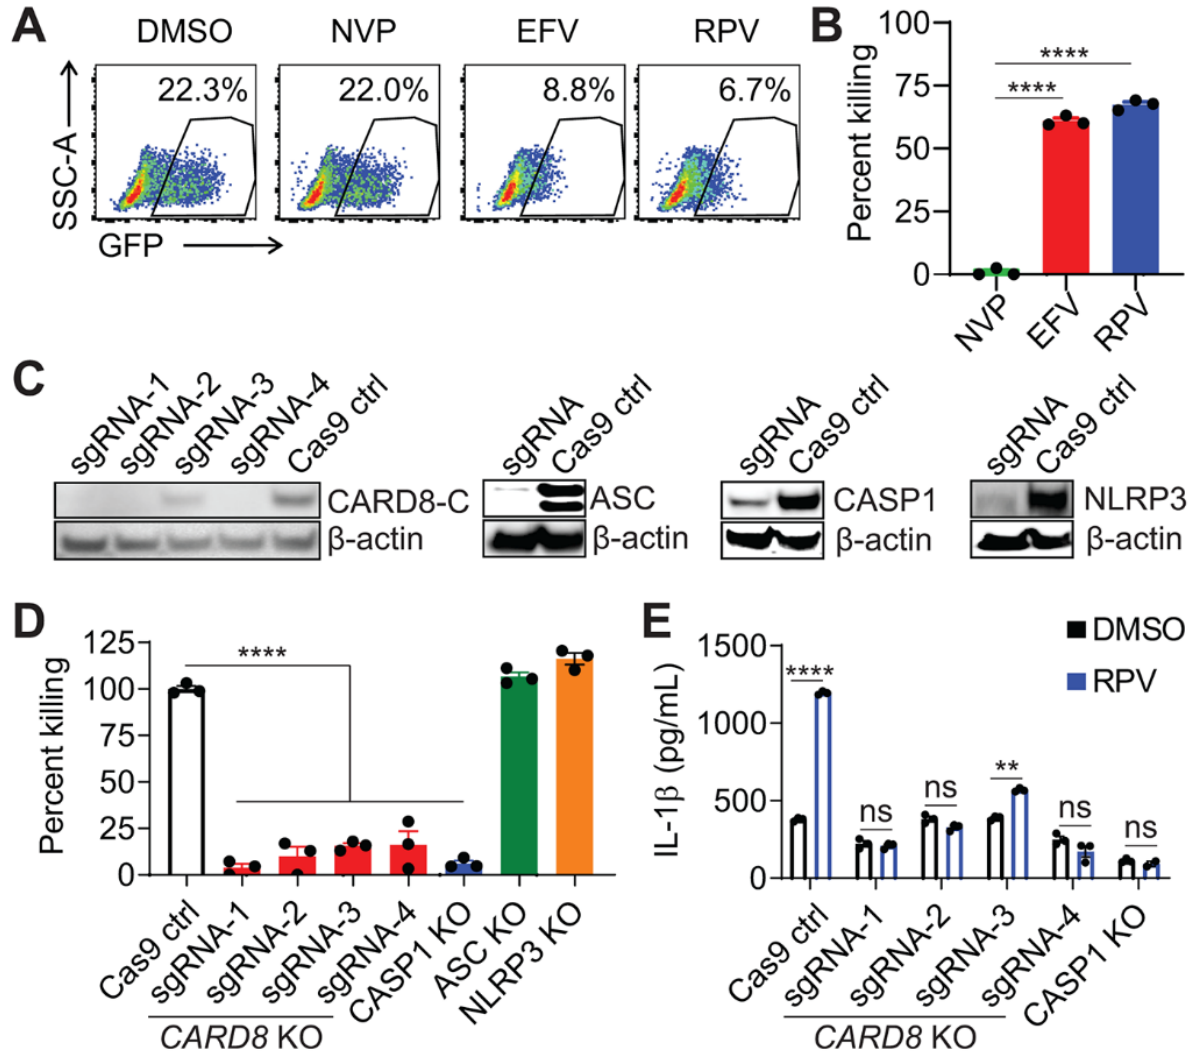 A
DMSO
NVP
EFV
RPV
22.3%
22.0%
8.8%
6.7%
SSC-A
GFP
B
Percent killing
100
75
50
25
0
****
****
NVP
EFV
RPV
C
sgRNA-1
sgRNA-2
sgRNA-3
sgRNA-4
Cas9 ctrl
CARD8-C
β-actin
sgRNA
Cas9 ctrl
ASC
β-actin
sgRNA
Cas9 ctrl
CASP1
β-actin
sgRNA
Cas9 ctrl
NLRP3
β-actin
D
Percent killing
125
100
75
50
25
0
****
Cas9 ctrl
sgRNA-1
sgRNA-2
sgRNA-3
sgRNA-4
CASP1 KO
ASC KO
NLRP3 KO
CARD8 KO
E
DMSO
RPV
IL-1β (pg/mL)
1500
1000
500
0
****
ns
ns
**
ns
ns
Cas9 ctrl
sgRNA-1
sgRNA-2
sgRNA-3
sgRNA-4
CASP1 KO
CARD8 KO